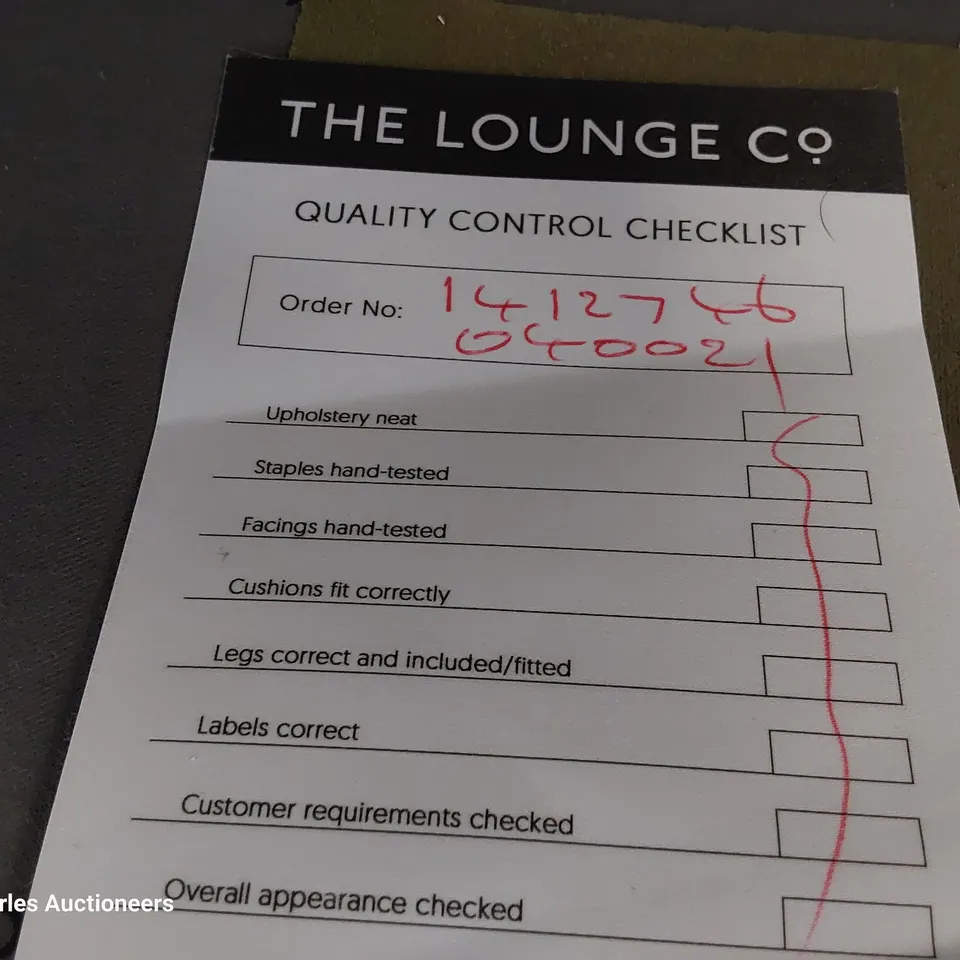 THE LOUNGE Co
QUALITY CONTROL CHECKLIST
Order No: 1412746
040021
Upholstery neat
Staples hand-tested
Facings hand-tested
Cushions fit correctly
Legs correct and included/fitted
Labels correct
Customer requirements checked
Overall appearance checked
rles Auctioneers